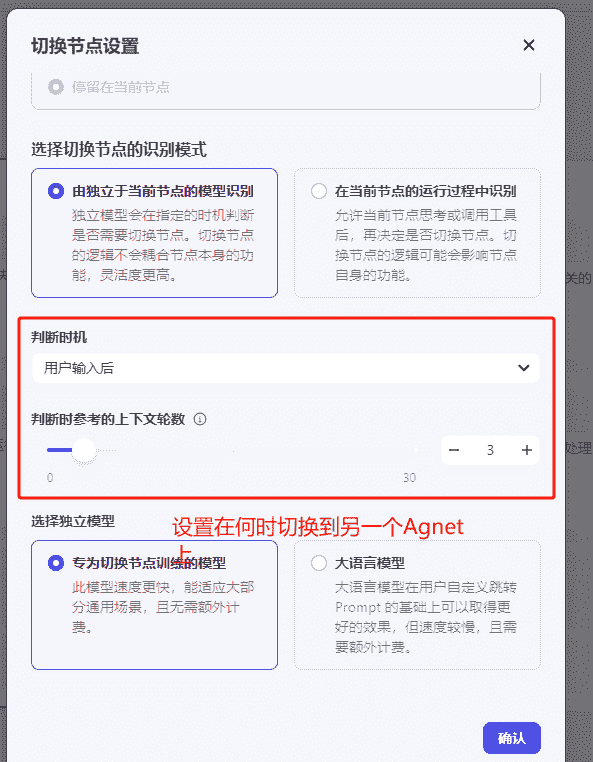 切换节点设置
停留在当前节点
选择切换节点的识别模式
由独立于当前节点的模型识别
独立模型会在指定的时机判断
是否需要切换节点。切换节点
的逻辑不会耦合节点本身的功
能，灵活度更高。
在当前节点的运行过程中识别
允许当前节点思考或调用工具
后，再决定是否切换节点。切
换节点的逻辑可能会影响节点
自身的功能。
关的
判断时机
用户输入后
判断时参考的上下文轮数
处理
3
0
30
选择独立模型
设置在何时切换到另一个Agnet
上
专为切换节点训练的模型
此模型速度更快，能适应大部
分通用场景，且无需额外计
费。
大语言模型
大语言模型在用户自定义跳转
Prompt 的基础上可以取得更
好的效果，但速度较慢，且需
要额外计费。
确认